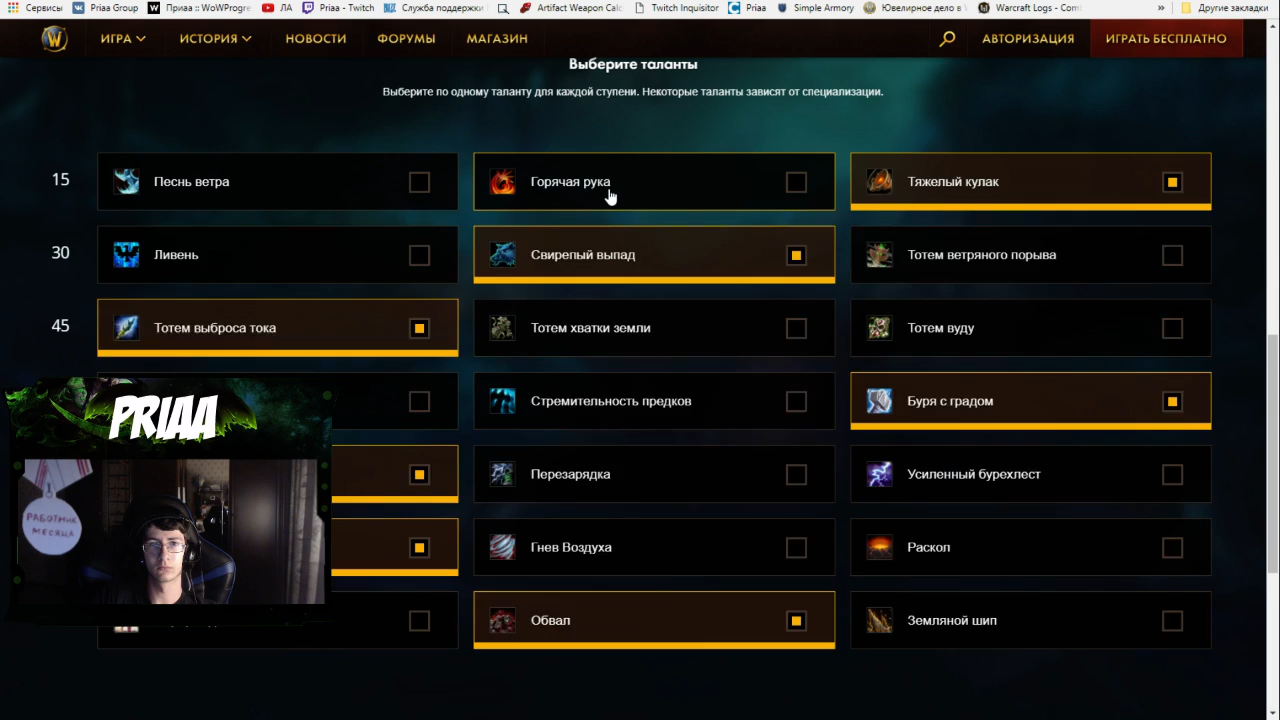 Сервисы Priaa Group Приаа :: WoWProgre ЛА Priaa - Twitch Служба поддержки Artifact Weapon Calc Twitch Inquisitor Priaa Simple Armory Ювелирное дело в Warcraft Logs - Com » Другие закладки
ИГРА ИСТОРИЯ НОВОСТИ ФОРУМЫ МАГАЗИН АВТОРИЗАЦИЯ ИГРАТЬ БЕСПЛАТНО
Выберите таланты
Выберите по одному таланту для каждой ступени. Некоторые таланты зависят от специализации.
15 Песнь ветра Горячая рука Тяжелый кулак
30 Ливень Свирепый выпад Тотем ветряного порыва
45 Тотем выброса тока Тотем хватки земли Тотем вуду
Стремительность предков Буря с градом
PRIAA
Перезарядка Усиленный бурехлест
РАБОТНИК
МЕСЯЦА
Гнев Воздуха Раскол
Обвал Земляной шип